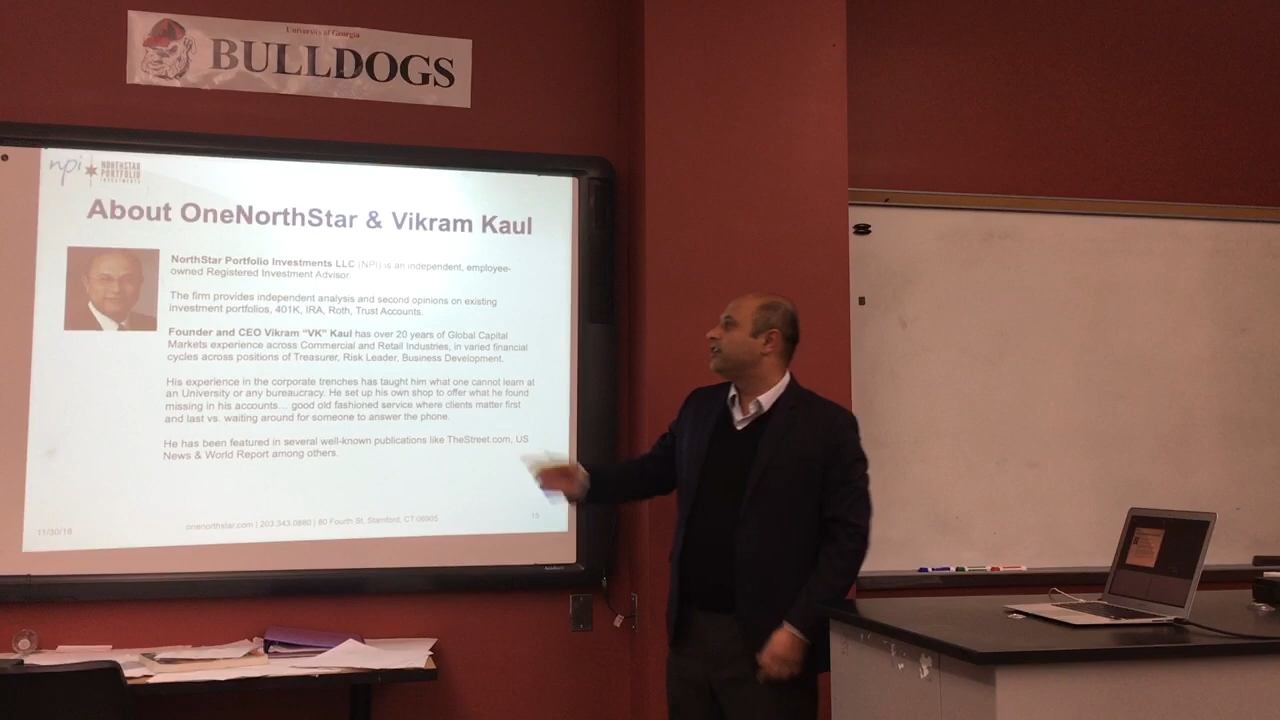 University of Georgia
BULLDOGS
npi NORTHSTAR
PORTFOLIO
INVESTMENTS
About OneNorthStar & Vikram Kaul
NorthStar Portfolio Investments LLC (NPI) is an independent, employee-
owned Registered Investment Advisor.
The firm provides independent analysis and second opinions on existing
investment portfolios, 401K, IRA, Roth, Trust Accounts.
Founder and CEO Vikram "VK" Kaul has over 20 years of Global Capital
Markets experience across Commercial and Retail Industries, in varied financial
cycles across positions of Treasurer, Risk Leader, Business Development.
His experience in the corporate trenches has taught him what one cannot learn at
an University or any bureaucracy. He set up his own shop to offer what he found
missing in his accounts… good old fashioned service where clients matter first
and last vs. waiting around for someone to answer the phone.
He has been featured in several well-known publications like TheStreet.com, US
News & World Report among others.
11/30/16
onenorthstar.com | 203.343.0880 | 80 Fourth St, Stamford, CT 06905
15